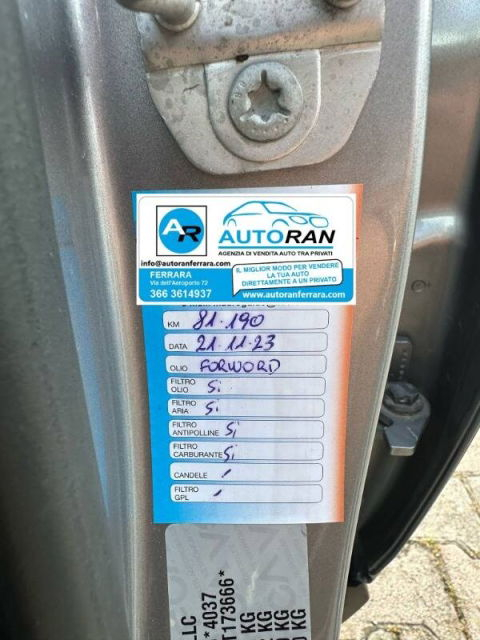 AR
AUTORAN
AGENZIA DI VENDITA AUTO TRA PRIVATI
info@autoranferrara.com
FERRARA
Via dell'Aeroporto 72
366 3614937
IL MIGLIOR MODO PER VENDERE
LA TUA AUTO
DIRETTAMENTE A UN PRIVATO
www.autoranferrara.com
KM 81.190
DATA 21.11.23
OLIO FORWORD
FILTRO OLIO Si
FILTRO ARIA Si
FILTRO ANTIPOLLINE Si
FILTRO CARBURANTE Si
CANDELE /
FILTRO GPL /
LLC
*4037
T173666*
KG
KG
KG
KG